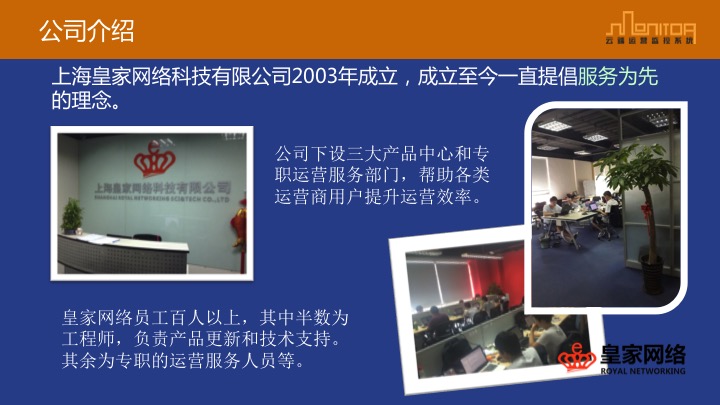 公司介绍
MONITOR
云端运营监控系统
上海皇家网络科技有限公司2003年成立，成立至今一直提倡服务为先
的理念。
上海皇家网络科技有限公司
SHANGHAI ROYAL NETWORKING SCI&TECH CO.,LTD.
公司下设三大产品中心和专
职运营服务部门，帮助各类
运营商用户提升运营效率。
皇家网络员工百人以上，其中半数为
工程师，负责产品更新和技术支持。
其余为专职的运营服务人员等。
皇家网络
ROYAL NETWORKING